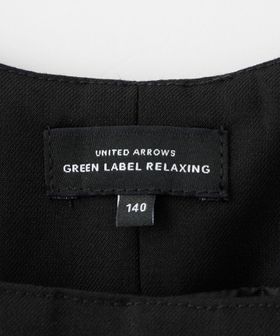 UNITED ARROWS
GREEN LABEL RELAXING
140